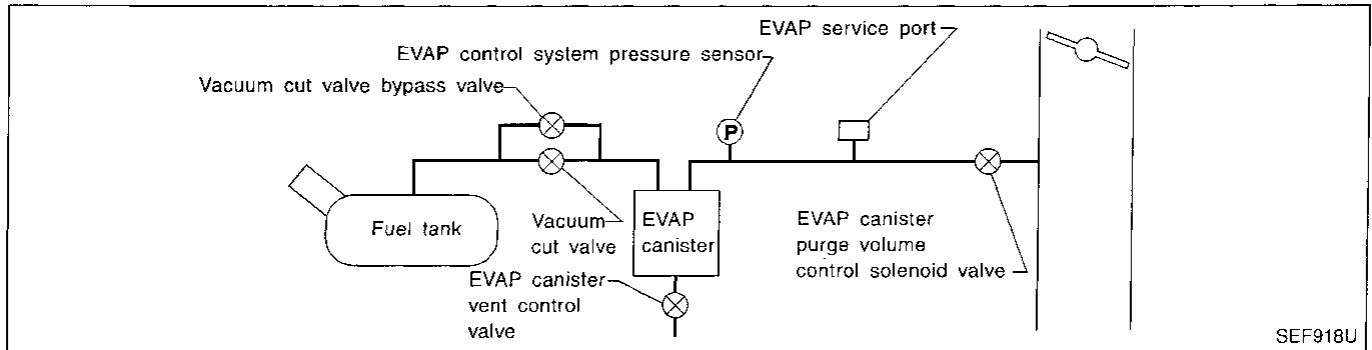 EVAP service port
EVAP control system pressure sensor
Vacuum cut valve bypass valve
P
Fuel tank
Vacuum
cut valve
EVAP
canister
EVAP canister
purge volume
control solenoid valve
EVAP canister
vent control
valve
SEF918U